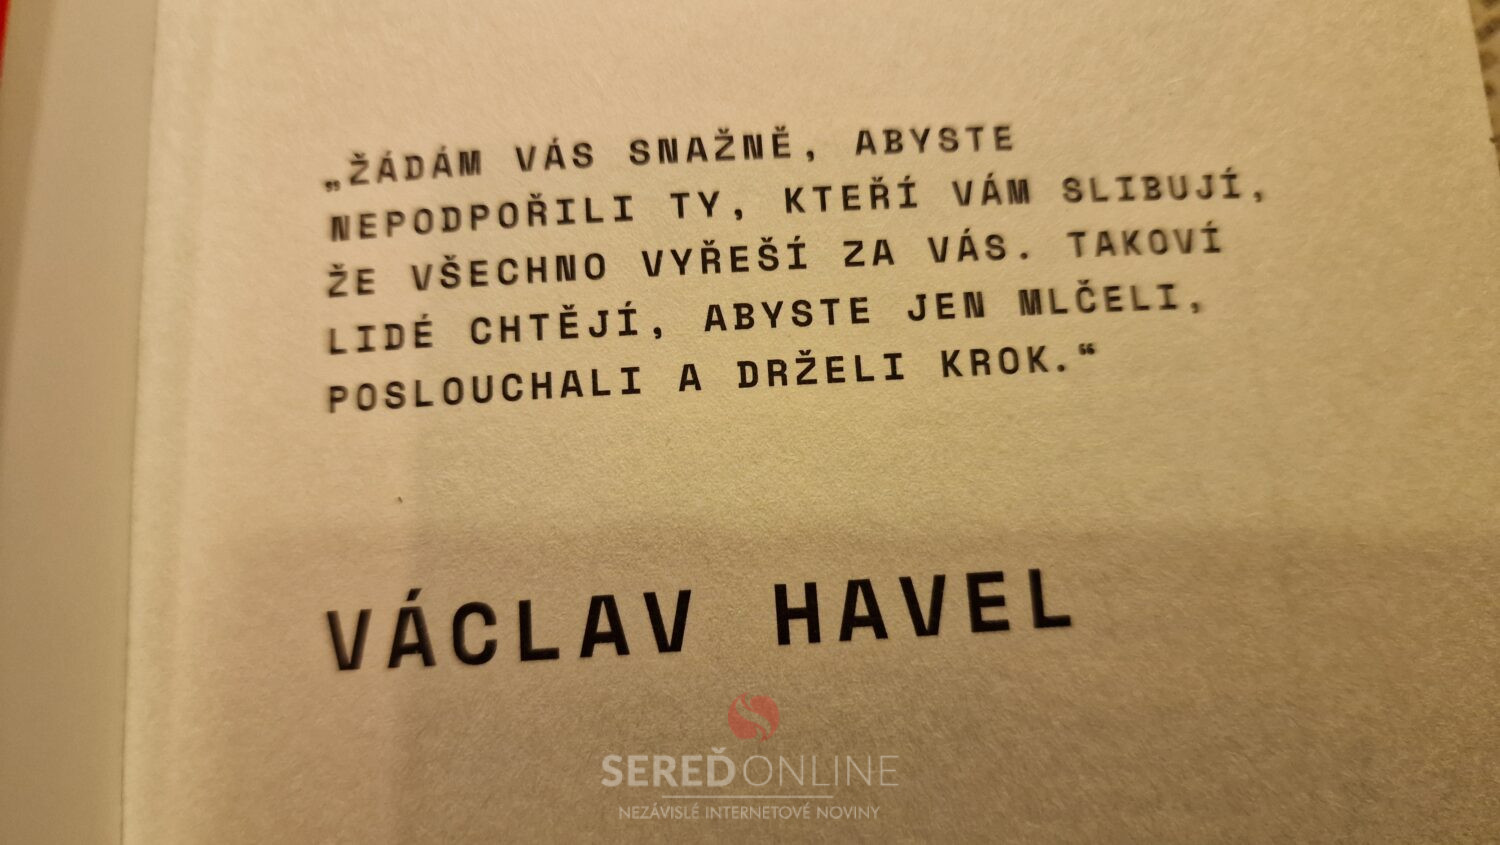 „ŽÁDÁM VÁS SNAŽNĚ, ABYSTE
NEPODPOŘILI TY, KTEŘÍ VÁM SLIBUJÍ,
ŽE VŠECHNO VYŘEŠÍ ZA VÁS. TAKOVÍ
LIDÉ CHTĚJÍ, ABYSTE JEN MLČELI,
POSLOUCHALI A DRŽELI KROK.“
VÁCLAV HAVEL
SEREĎONLINE
NEZÁVISLÉ INTERNETOVÉ NOVINY